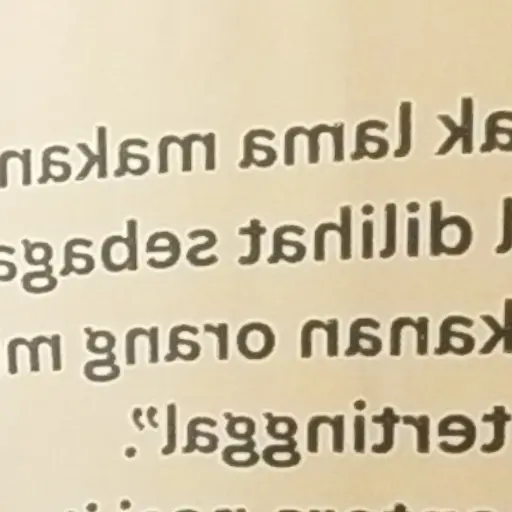 ak lama makan
l dilihat sebaga
kanan orang m
tertinggal”.